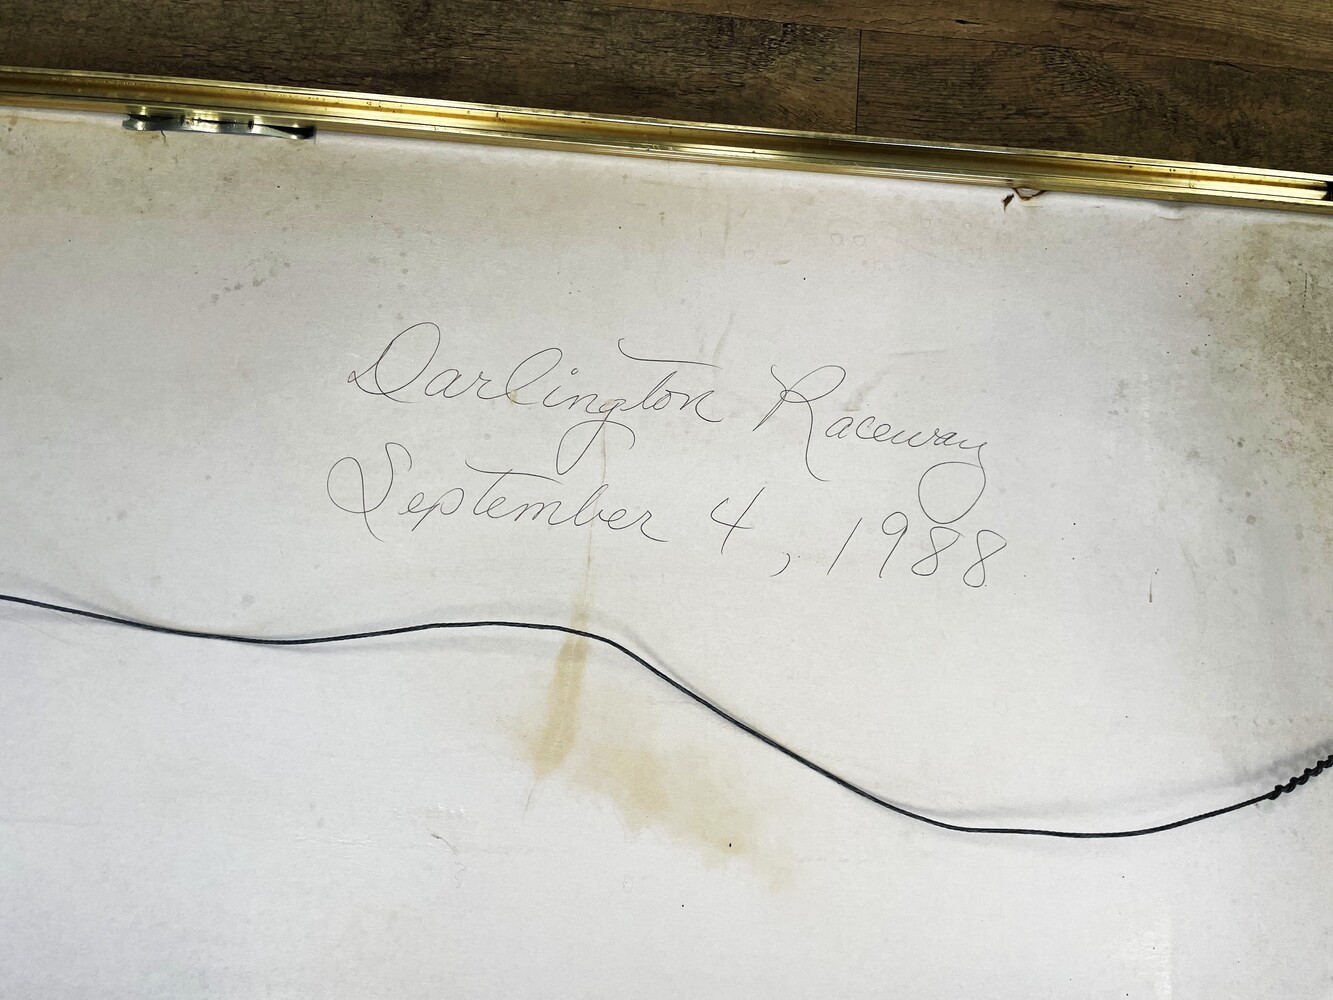 Darlington Raceway
September 4, 1988